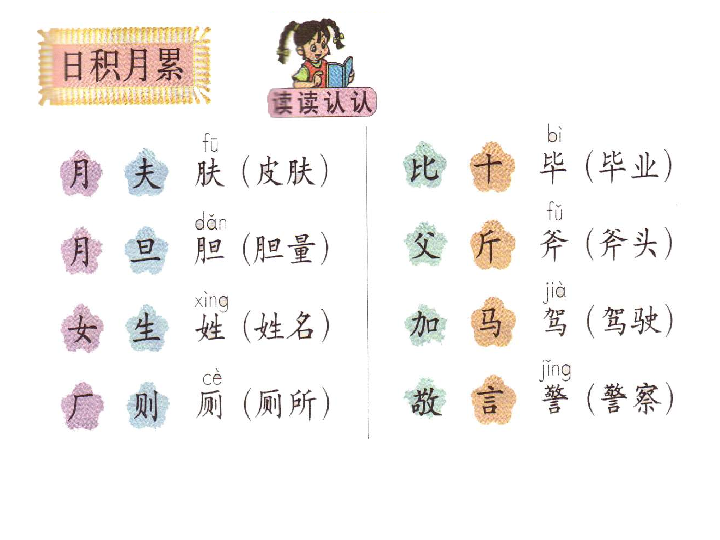 日积月累
读读认认
fū
月 夫 肤（皮肤）
dǎn
月 旦 胆（胆量）
xìng
女 生 姓（姓名）
cè
厂 则 厕（厕所）
bì
比 十 毕（毕业）
fǔ
父 斤 斧（斧头）
jià
加 马 驾（驾驶）
jǐng
敬 言 警（警察）